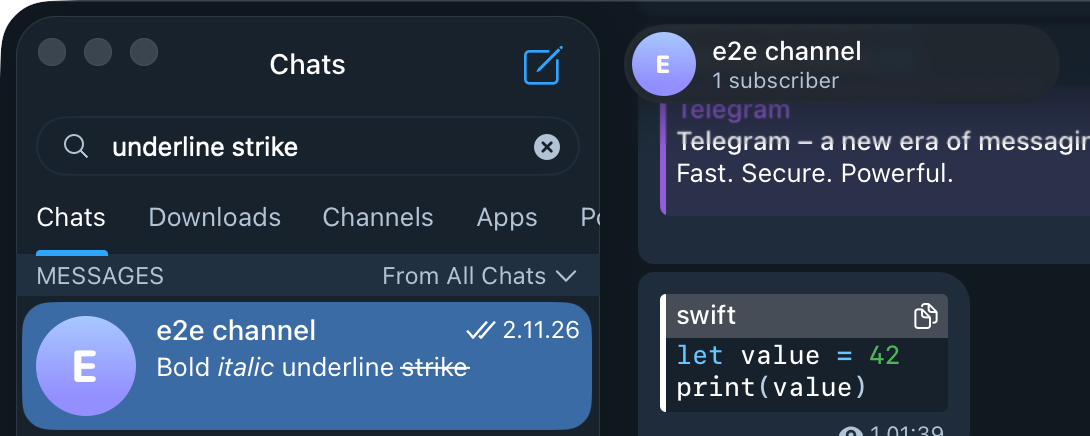 Chats
underline strike
Chats Downloads Channels Apps
MESSAGES From All Chats
E
e2e channel 2.11.26
Bold italic underline strike
E
e2e channel
1 subscriber
Telegram
Telegram – a new era of
Fast. Secure. Powerful.
swift
let value = 42
print(value)